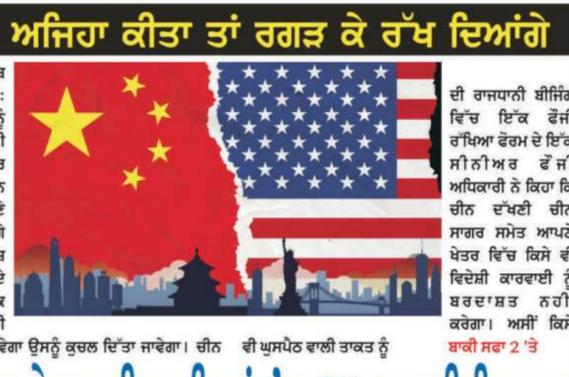 ਅਜਿਹਾ ਕੀਤਾ ਤਾਂ ਰਗੜ ਕੇ ਰੱਖ ਦਿਆਂਗੇ
ਵੇਗਾ ਉਸਨੂੰ ਕੁਚਲ ਦਿੱਤਾ ਜਾਵੇਗਾ। ਚੀਨ
ਵੀ ਘੁਸਪੈਠ ਵਾਲੀ ਤਾਕਤ ਨੂੰ
ਦੀ ਰਾਜਧਾਨੀ ਬੀਜਿੰਗ
ਵਿੱਚ ਇੱਕ ਫੌਜੀ
ਰੱਖਿਆ ਫੋਰਮ ਦੇ ਇੱਕ
ਸੀਨੀਅਰ ਫੌਜੀ
ਅਧਿਕਾਰੀ ਨੇ ਕਿਹਾ ਕਿ
ਚੀਨ ਦੱਖਣੀ ਚੀਨ
ਸਾਗਰ ਸਮੇਤ ਆਪਣੇ
ਖੇਤਰ ਵਿੱਚ ਕਿਸੇ ਵੀ
ਵਿਦੇਸ਼ੀ ਕਾਰਵਾਈ ਨੂੰ
ਬਰਦਾਸ਼ਤ ਨਹੀਂ
ਕਰੇਗਾ। ਅਸੀਂ ਕਿਸੇ
ਬਾਕੀ ਸਫਾ 2 'ਤੇ